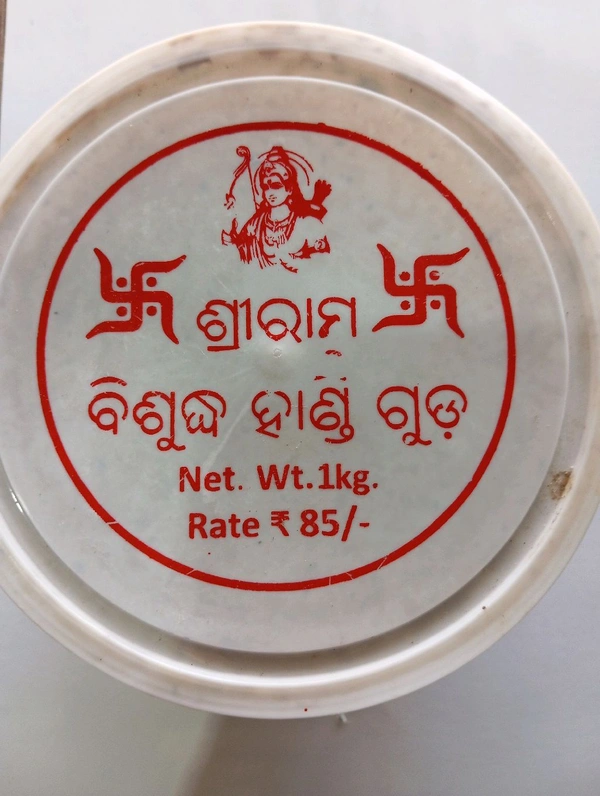 ଶ୍ରୀରାମ
ବିଶୁଦ୍ଧ ହାଣ୍ଡି ଗୁଡ଼
Net. Wt.1kg.
Rate ₹ 85/-